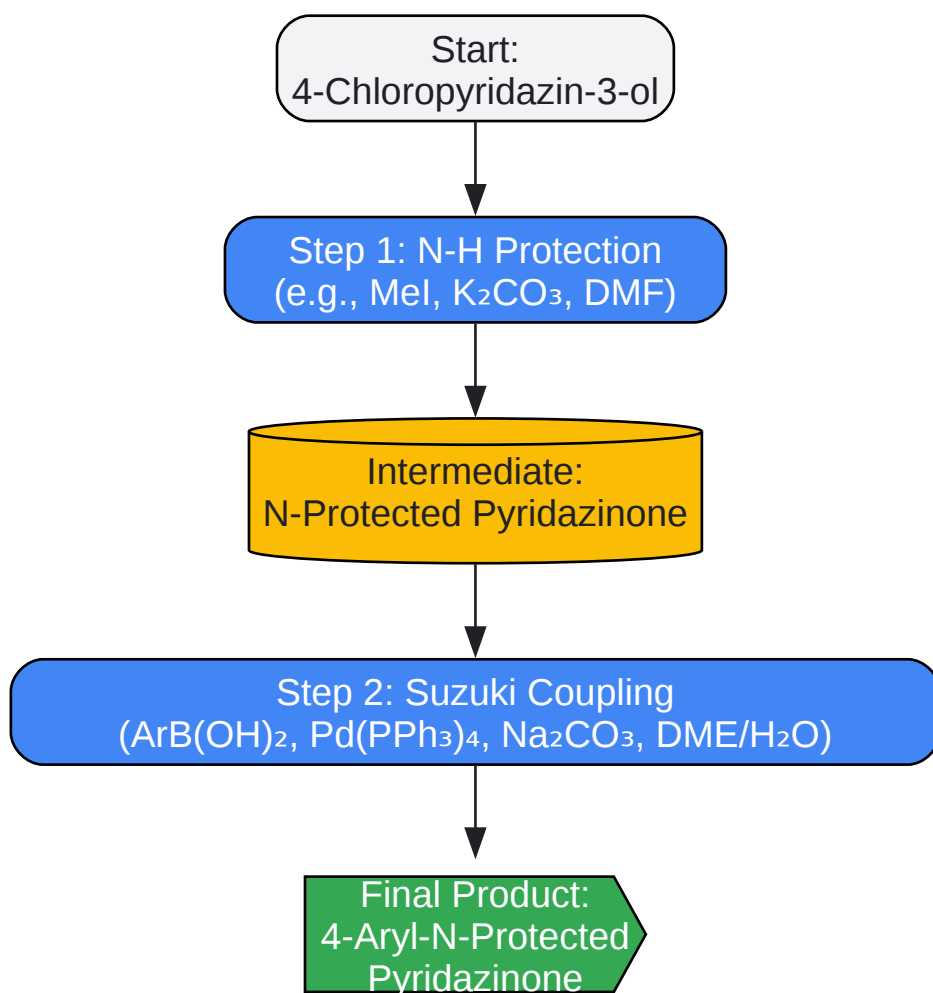 Start:
4-Chloropyridazin-3-ol
Step 1: N-H Protection
(e.g., MeI, K₂CO₃, DMF)
Intermediate:
N-Protected Pyridazinone
Step 2: Suzuki Coupling
(ArB(OH)₂, Pd(PPh₃)₄, Na₂CO₃, DME/H₂O)
Final Product:
4-Aryl-N-Protected
Pyridazinone